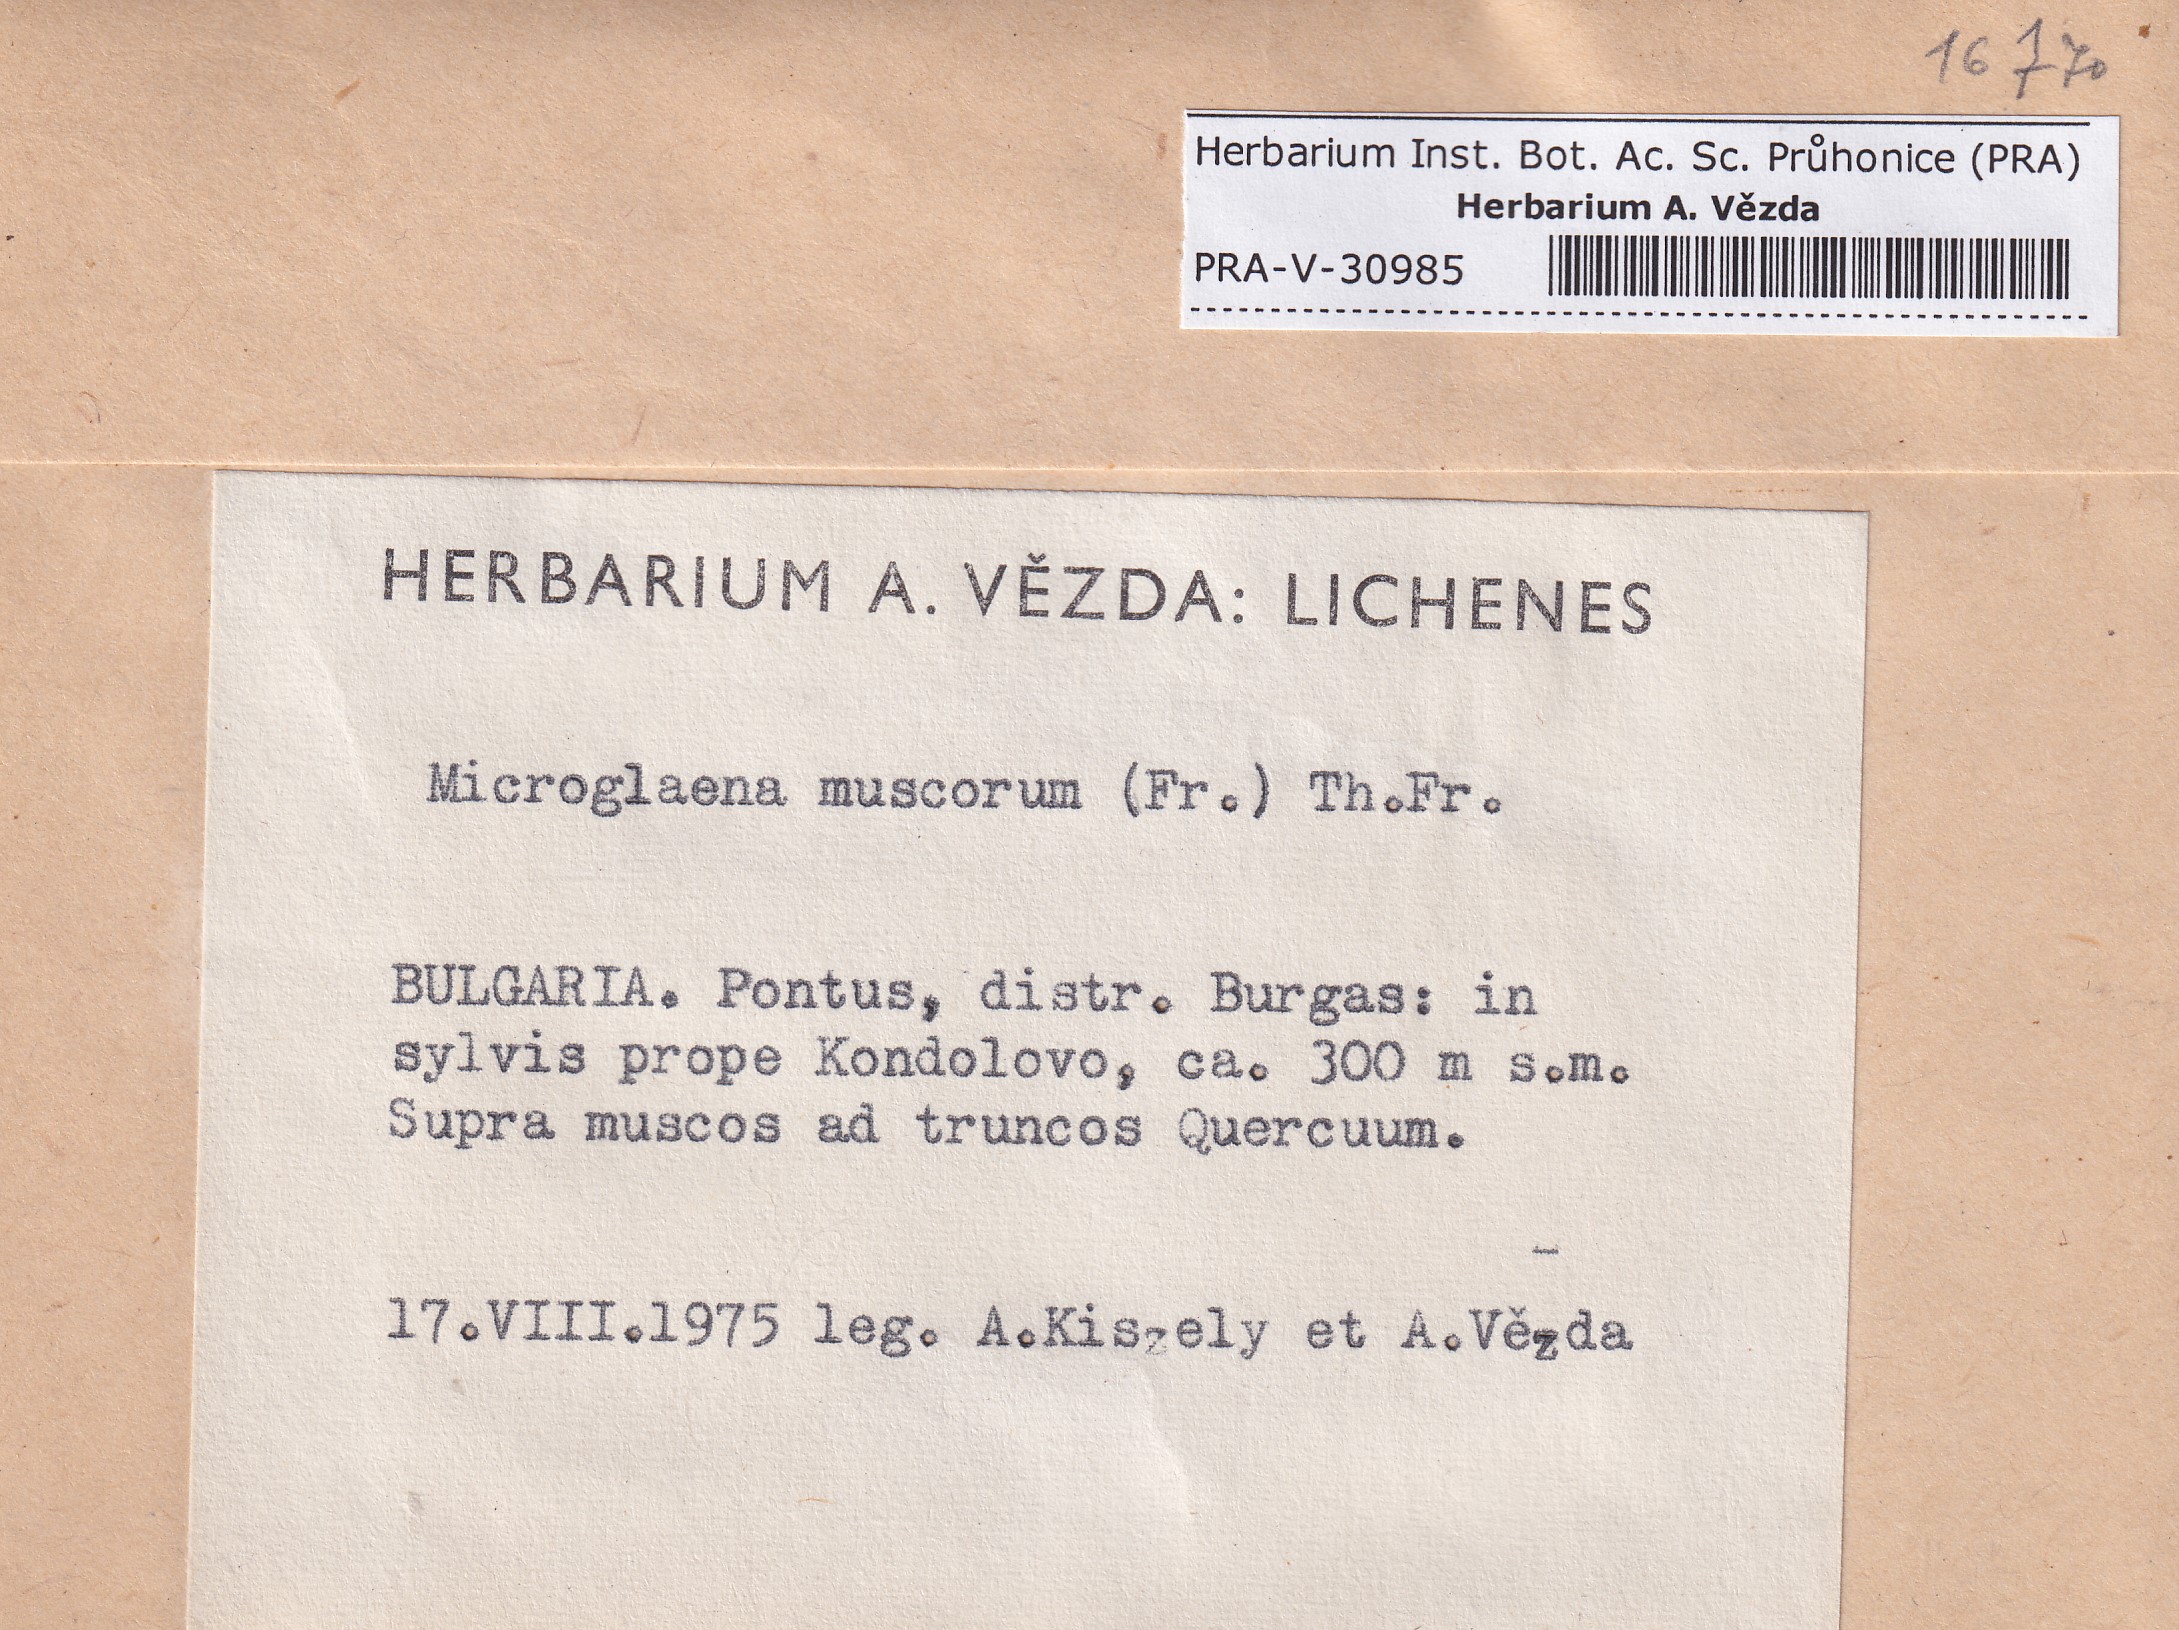 16770
Herbarium Inst. Bot. Ac. Sc. Průhonice (PRA)
Herbarium A. Vězda
PRA-V-30985
HERBARIUM A. VĚZDA: LICHENES
Microglaena muscorum (Fr.) Th.Fr.
BULGARIA. Pontus, distr. Burgas: in
sylvis prope Kondolovo, ca. 300 m s.m.
Supra muscos ad truncos Quercuum.
17.VIII.1975 leg. A.Kiszely et A.Vězda